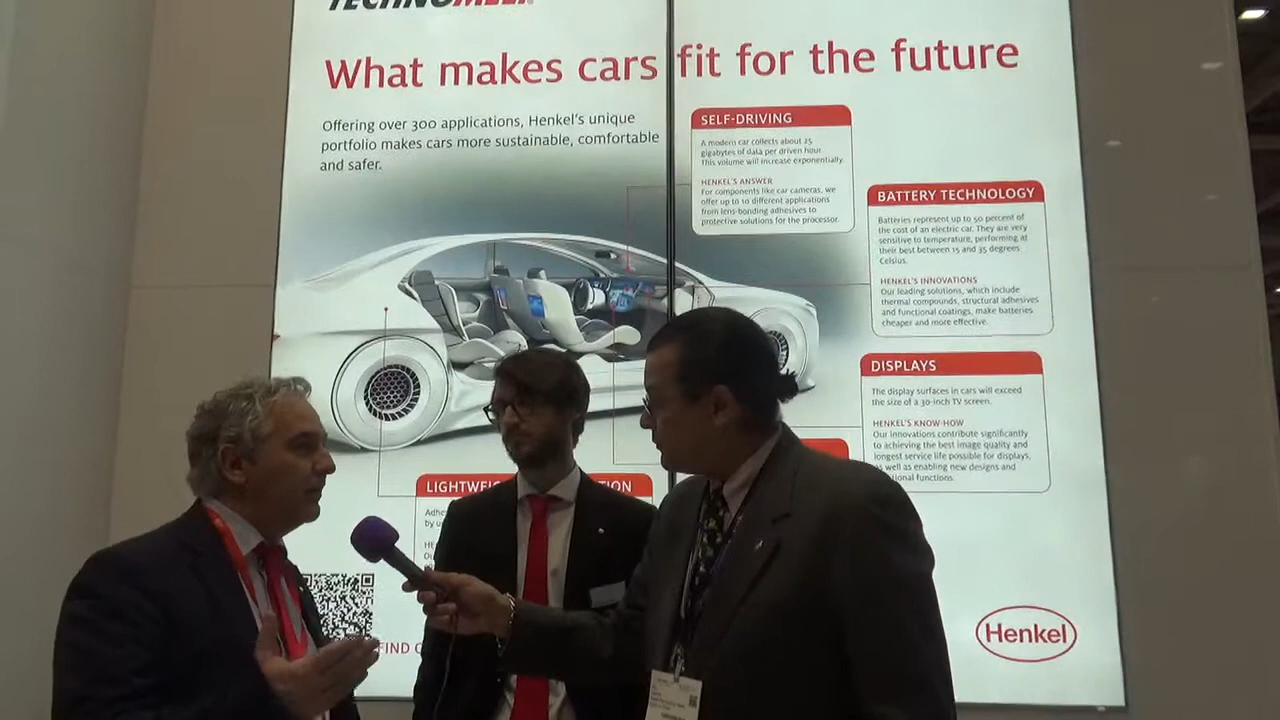 TECHNOMELT
What makes cars fit for the future
Offering over 300 applications, Henkel's unique
portfolio makes cars more sustainable, comfortable
and safer.
SELF-DRIVING
A modern car collects about 25
gigabytes of data per driven hour.
This volume will increase exponentially.
HENKEL'S ANSWER
For components like car cameras, we
offer up to 10 different applications
from lens-bonding adhesives to
protective solutions for the processor.
BATTERY TECHNOLOGY
Batteries represent up to 50 percent of
the cost of an electric car. They are very
sensitive to temperature, performing at
their best between 15 and 35 degrees
Celsius.
HENKEL'S INNOVATIONS
Our leading solutions, which include
thermal compounds, structural adhesives
and functional coatings, make batteries
cheaper and more effective.
DISPLAYS
The display surfaces in cars will exceed
the size of a 30-inch TV screen.
HENKEL'S KNOW-HOW
Our innovations contribute significantly
to achieving the best image quality and
longest service life possible for displays,
as well as enabling new designs and
tional functions.
LIGHTWEIG TION
Adhe
by u
HE
FIND
Henkel